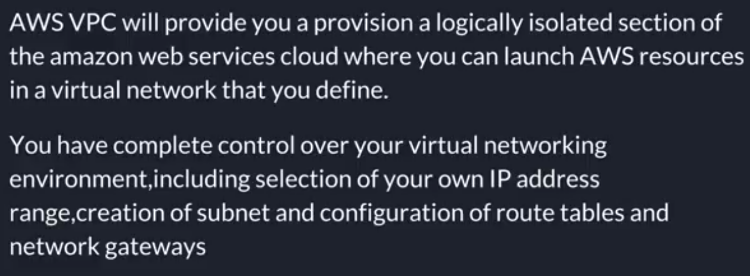 AWS VPC will provide you a provision a logically isolated section of
the amazon web services cloud where you can launch AWS resources
in a virtual network that you define.
You have complete control over your virtual networking
environment,including selection of your own IP address
range,creation of subnet and configuration of route tables and
network gateways